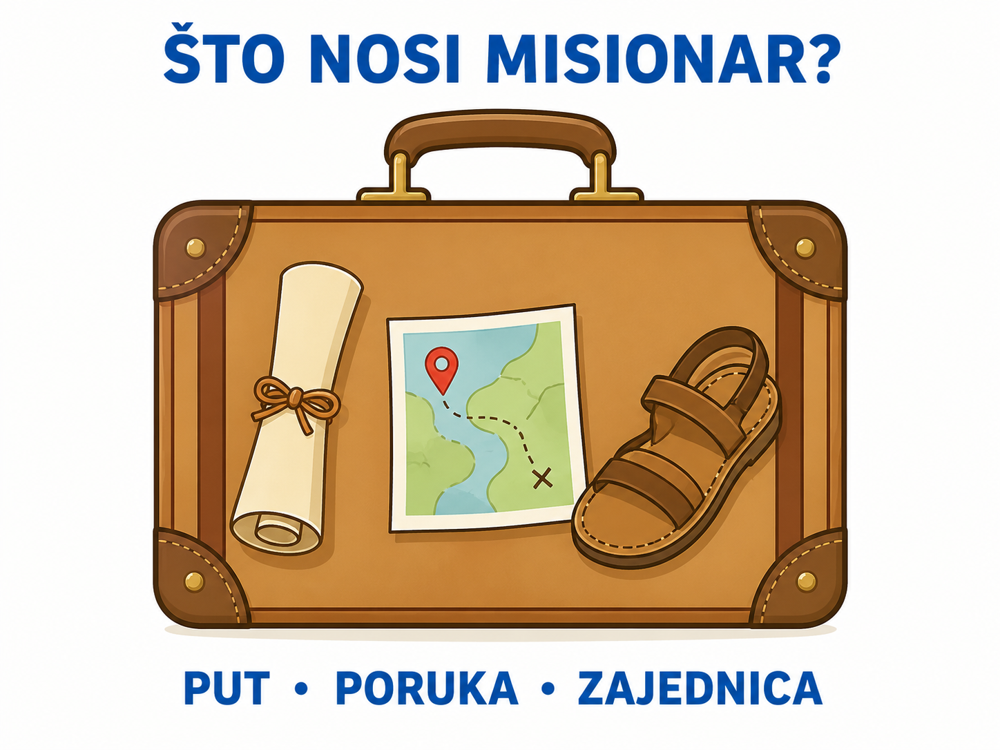 ŠTO NOSI MISIONAR?
PUT • PORUKA • ZAJEDNICA